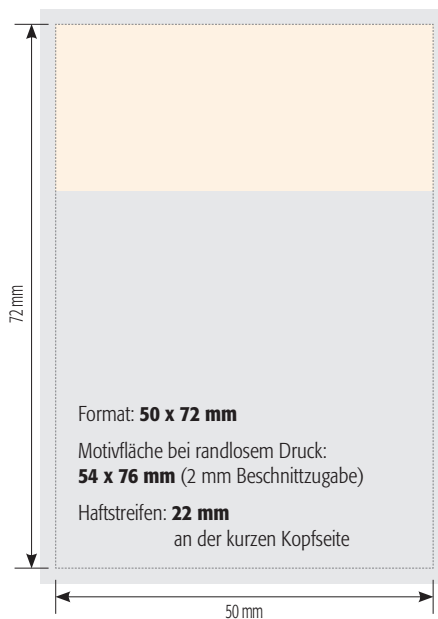 72 mm
Format: 50 x 72 mm
Motivfläche bei randlosem Druck:
54 x 76 mm (2 mm Beschnittzugabe)
Haftstreifen: 22 mm
an der kurzen Kopfseite
50 mm